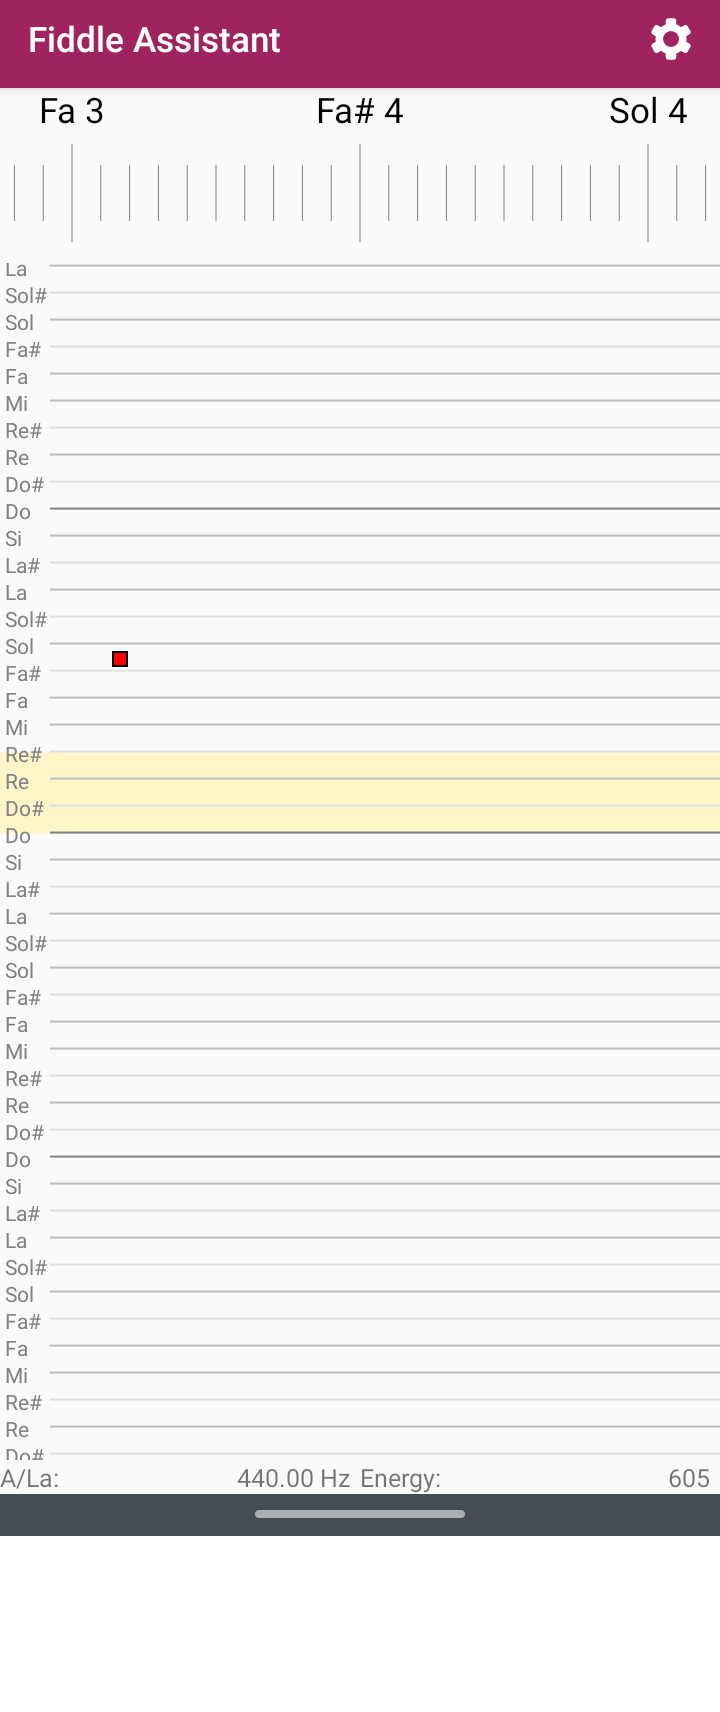 Fiddle Assistant
Fa 3 Fa# 4 Sol 4
La
Sol#
Sol
Fa#
Fa
Mi
Re#
Re
Do#
Do
Si
La#
La
Sol#
Sol
Fa#
Fa
Mi
Re#
Re
Do#
Do
Si
La#
La
Sol#
Sol
Fa#
Fa
Mi
Re#
Re
Do#
Do
Si
La#
La
Sol#
Sol
Fa#
Fa
Mi
Re#
Re
Do#
A/La: 440.00 Hz Energy: 605